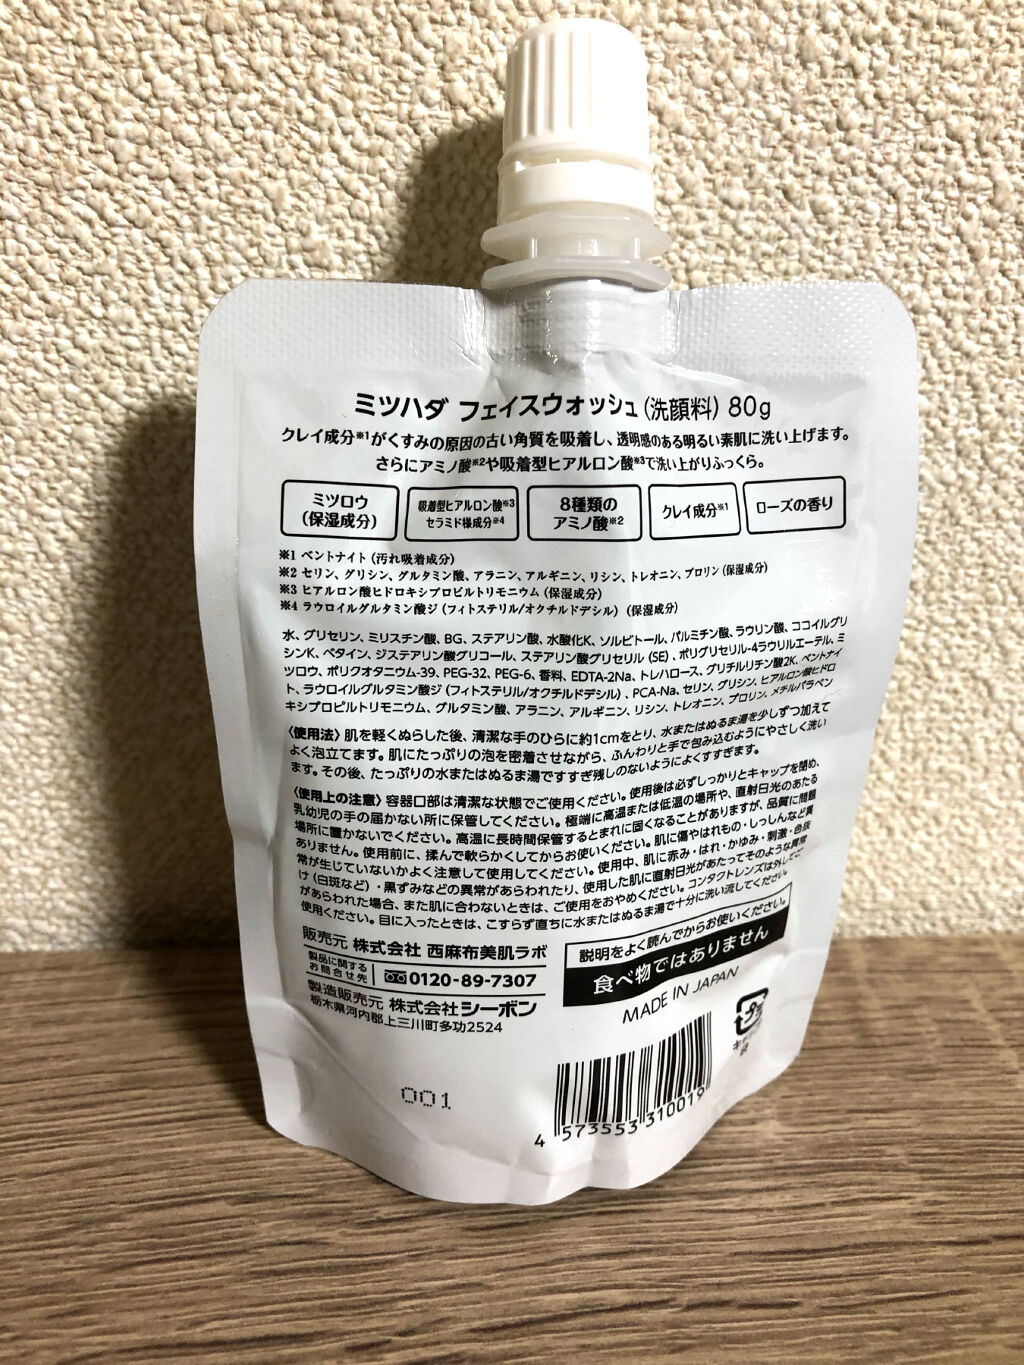 ミツハダ フェイスウォッシュ(洗顔料) 80g
クレイ成分※1がくすみの原因の古い角質を吸着し、透明感のある明るい素肌に洗い上げます。
さらにアミノ酸※2や吸着型ヒアルロン酸※3で洗い上がりふっくら。
ミツロウ
(保湿成分)
吸着型ヒアルロン酸※3
セラミド様成分※4
8種類の
アミノ酸※2
クレイ成分※1
ローズの香り
※1 ベントナイト(汚れ吸着成分)
※2 セリン、グリシン、グルタミン酸、アラニン、アルギニン、リシン、トレオニン、プロリン(保湿成分)
※3 ヒアルロン酸ヒドロキシプロピルトリモニウム(保湿成分)
※4 ラウロイルグルタミン酸ジ(フィトステリル/オクチルドデシル)(保湿成分)
水、グリセリン、ミリスチン酸、BG、ステアリン酸、水酸化K、ソルビトール、パルミチン酸、ラウリン酸、ココイルグリ
シンK、ベタイン、ジステアリン酸グリコール、ステアリン酸グリセリル(SE)、ポリグリセリル-4ラウリルエーテル、ミ
ツロウ、ポリクオタニウム-39、PEG-32、PEG-6、香料、EDTA-2Na、トレハロース、グリチルリチン酸2K、ベントナイ
ト、ラウロイルグルタミン酸ジ(フィトステリル/オクチルドデシル)、PCA-Na、セリン、グリシン、ヒアルロン酸ヒドロ
キシプロピルトリモニウム、グルタミン酸、アラニン、アルギニン、リシン、トレオニン、プロリン、メチルパラベン
〈使用法〉肌を軽くぬらした後、清潔な手のひらに約1cmをとり、水またはぬるま湯を少しずつ加えて
よく泡立てます。肌にたっぷりの泡を密着させながら、ふんわりと手で包み込むようにやさしく洗い
ます。その後、たっぷりの水またはぬるま湯ですすぎ残しのないようによくすすぎます。
〈使用上の注意〉容器口部は清潔な状態でご使用ください。使用後は必ずしっかりとキャップを閉め、
乳幼児の手の届かない所に保管してください。極端に高温または低温の場所や、直射日光のあたる
場所に置かないでください。高温に長時間保管するとまれに固くなることがありますが、品質に問題
ありません。使用前に、揉んで軟らかくしてからお使いください。肌に傷やはれもの・しっしんなど異
常が生じていないかよく注意して使用してください。使用中、肌に赤み・はれ・かゆみ・刺激・色抜
け(白斑など)・黒ずみなどの異常があらわれたり、使用した肌に直射日光があたってそのような異常
があらわれた場合、また肌に合わないときは、ご使用をおやめください。コンタクトレンズは外してご
使用ください。目に入ったときは、こすらず直ちに水またはぬるま湯で十分に洗い流してください。
販売元 株式会社 西麻布美肌ラボ
製品に関する
お問合せ先
0120-89-7307
製造販売元 株式会社シーボン
栃木県河内郡上三川町多功2524
説明をよく読んでからお使いください。
食べ物ではありません
MADE IN JAPAN
001
4 573553 310019